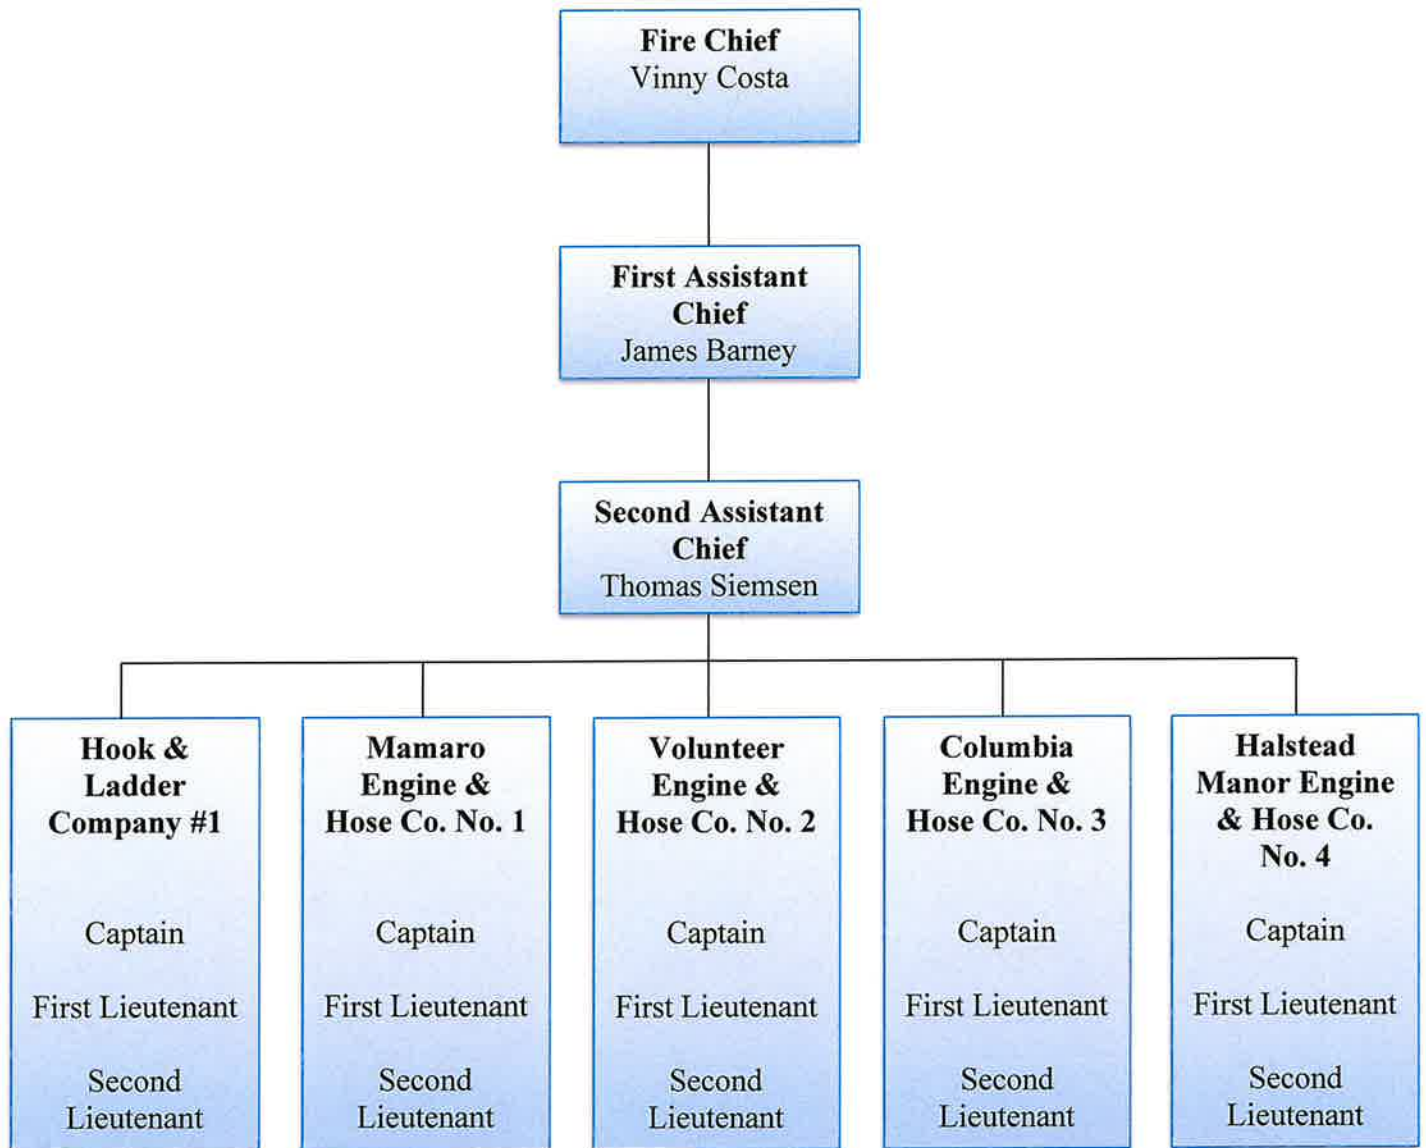 Fire Chief
Vinny Costa
First Assistant
Chief
James Barney
Second Assistant
Chief
Thomas Siemsen
Hook &
Ladder
Company #1
Captain
First Lieutenant
Second
Lieutenant
Mamaro
Engine &
Hose Co. No. 1
Captain
First Lieutenant
Second
Lieutenant
Volunteer
Engine &
Hose Co. No. 2
Captain
First Lieutenant
Second
Lieutenant
Columbia
Engine &
Hose Co. No. 3
Captain
First Lieutenant
Second
Lieutenant
Halstead
Manor Engine
& Hose Co.
No. 4
Captain
First Lieutenant
Second
Lieutenant